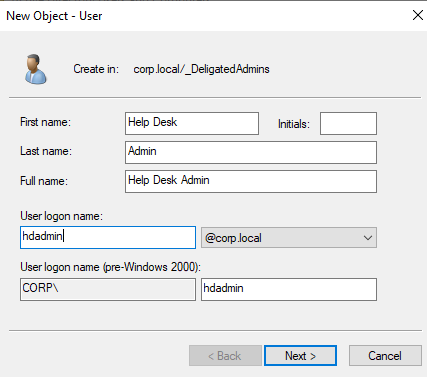 New Object - User
Create in: corp.local/_DeligatedAdmins
First name: Help Desk Initials:
Last name: Admin
Full name: Help Desk Admin
User logon name:
hdadmin @corp.local
User logon name (pre-Windows 2000):
CORP\ hdadmin
< Back Next > Cancel